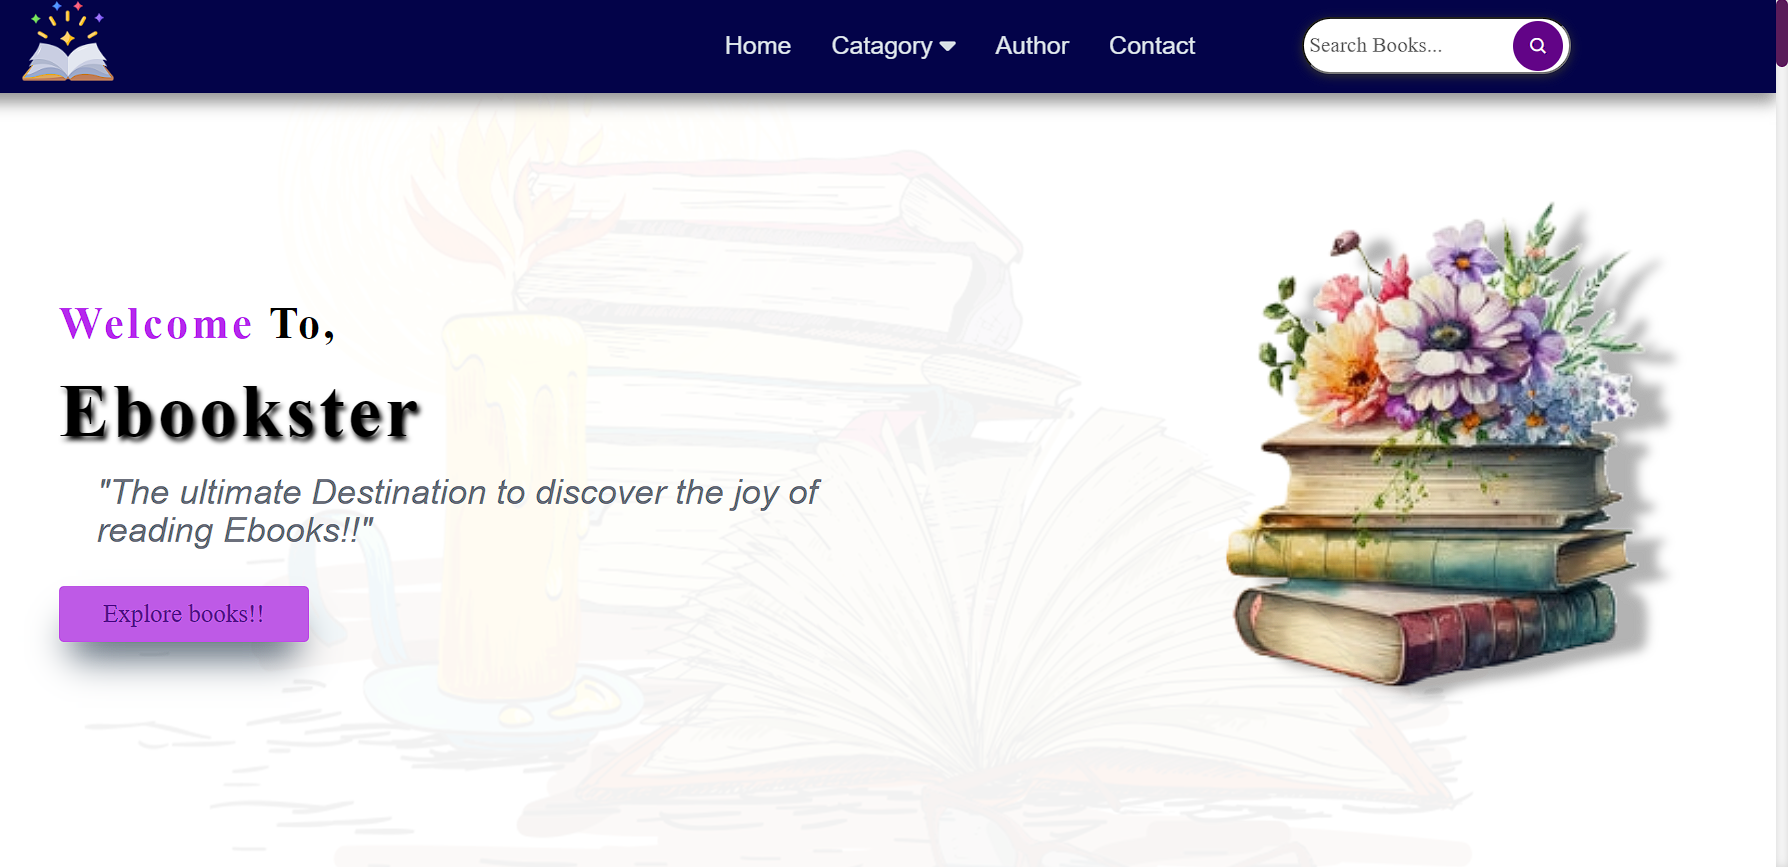 Home Catagory Author Contact Search Books...
Welcome To,
Ebookster
"The ultimate Destination to discover the joy of
reading Ebooks!!"
Explore books!!